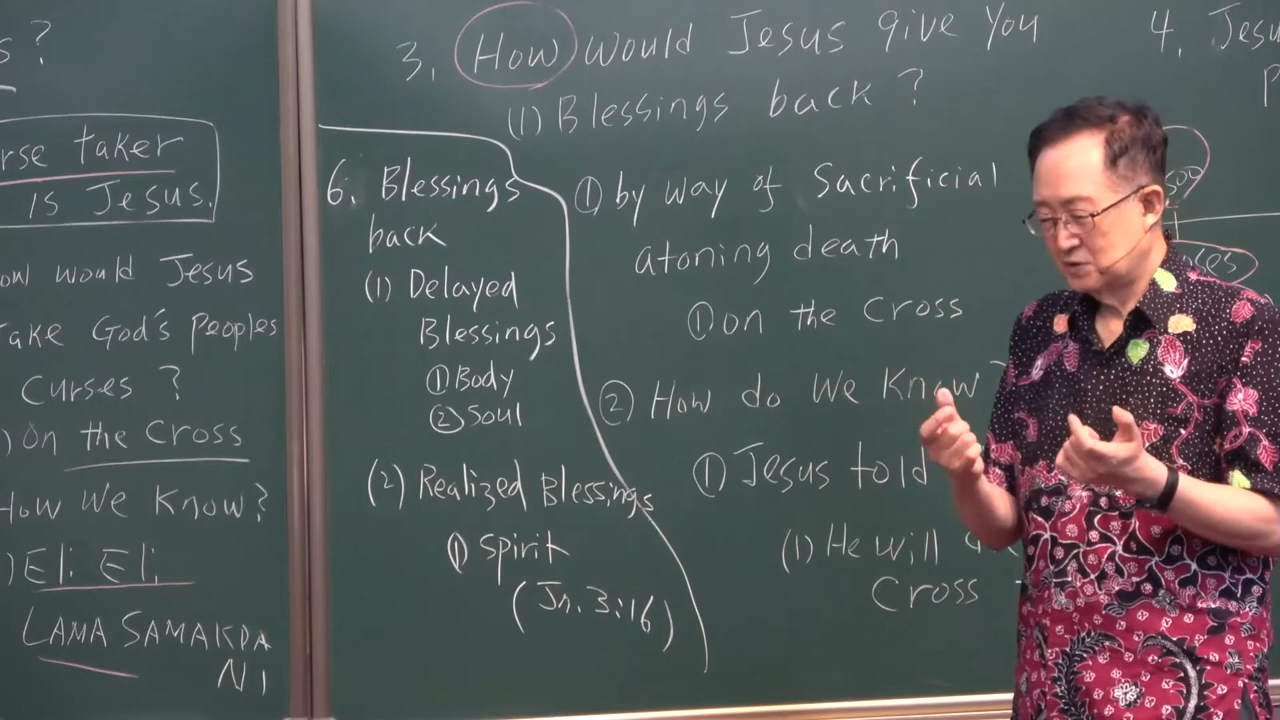 s?
rse taker
is Jesus.
ow would Jesus
ake God's Peoples
Curses ?
) On the Cross
How We Know?
) Eli Eli
LAMA SAMAKDA
NI
3. How would Jesus give You
(1) Blessings back ?
① by way of Sacrificial
atoning death
① on the Cross
② How do We Know?
① Jesus told
(1) He will
Cross
6. Blessings
back
(1) Delayed
Blessings
① Body
② Soul
(2) Realized Blessings
① Spirit
(Jn. 3:16)
4. Jesu
P